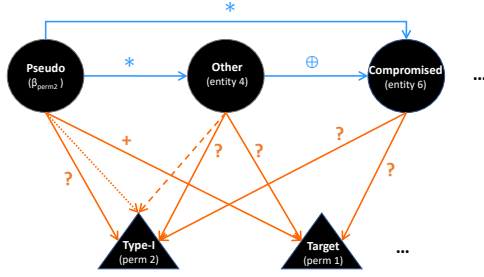 *
Pseudo
(βperm2 )
*
Other
(entity 4)
⊕
Compromised
(entity 6)
...
+
?
?
?
?
?
Type-I
(perm 2)
Target
(perm 1)
...